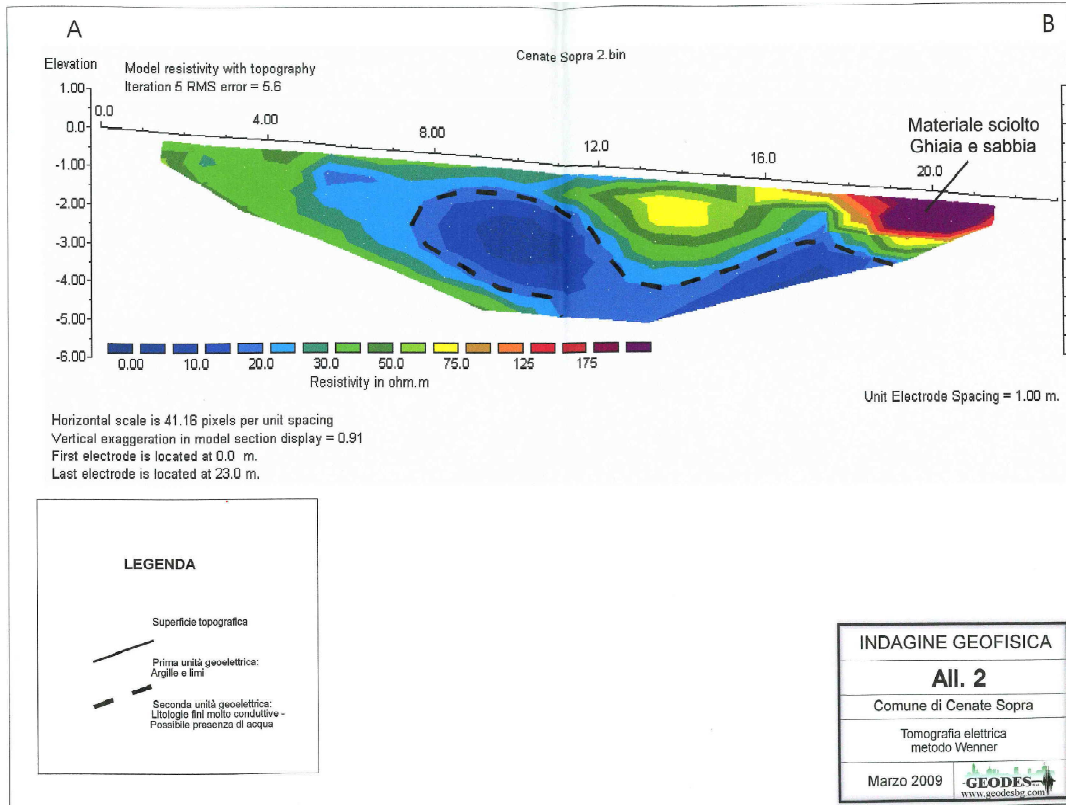 A
B
Cenate Sopra 2.bin
Elevation
Model resistivity with topography
Iteration 5 RMS error = 5.6
1.00
0.0
-1.00
-2.00
-3.00
-4.00
-5.00
-6.00
0.0
4.00
8.00
12.0
16.0
20.0
Materiale sciolto
Ghiaia e sabbia
0.00 10.0 20.0 30.0 50.0 75.0 125 175
Resistivity in ohm.m
Unit Electrode Spacing = 1.00 m.
Horizontal scale is 41.16 pixels per unit spacing
Vertical exaggeration in model section display = 0.91
First electrode is located at 0.0 m.
Last electrode is located at 23.0 m.
LEGENDA
Superficie topografica
Prima unità geoelettrica:
Argille e limi
Seconda unità geoelettrica:
Litologie fini molto conduttive -
Possibile presenza di acqua
INDAGINE GEOFISICA
All. 2
Comune di Cenate Sopra
Tomografia elettrica
metodo Wenner
Marzo 2009
GEODES
www.geodesbg.com